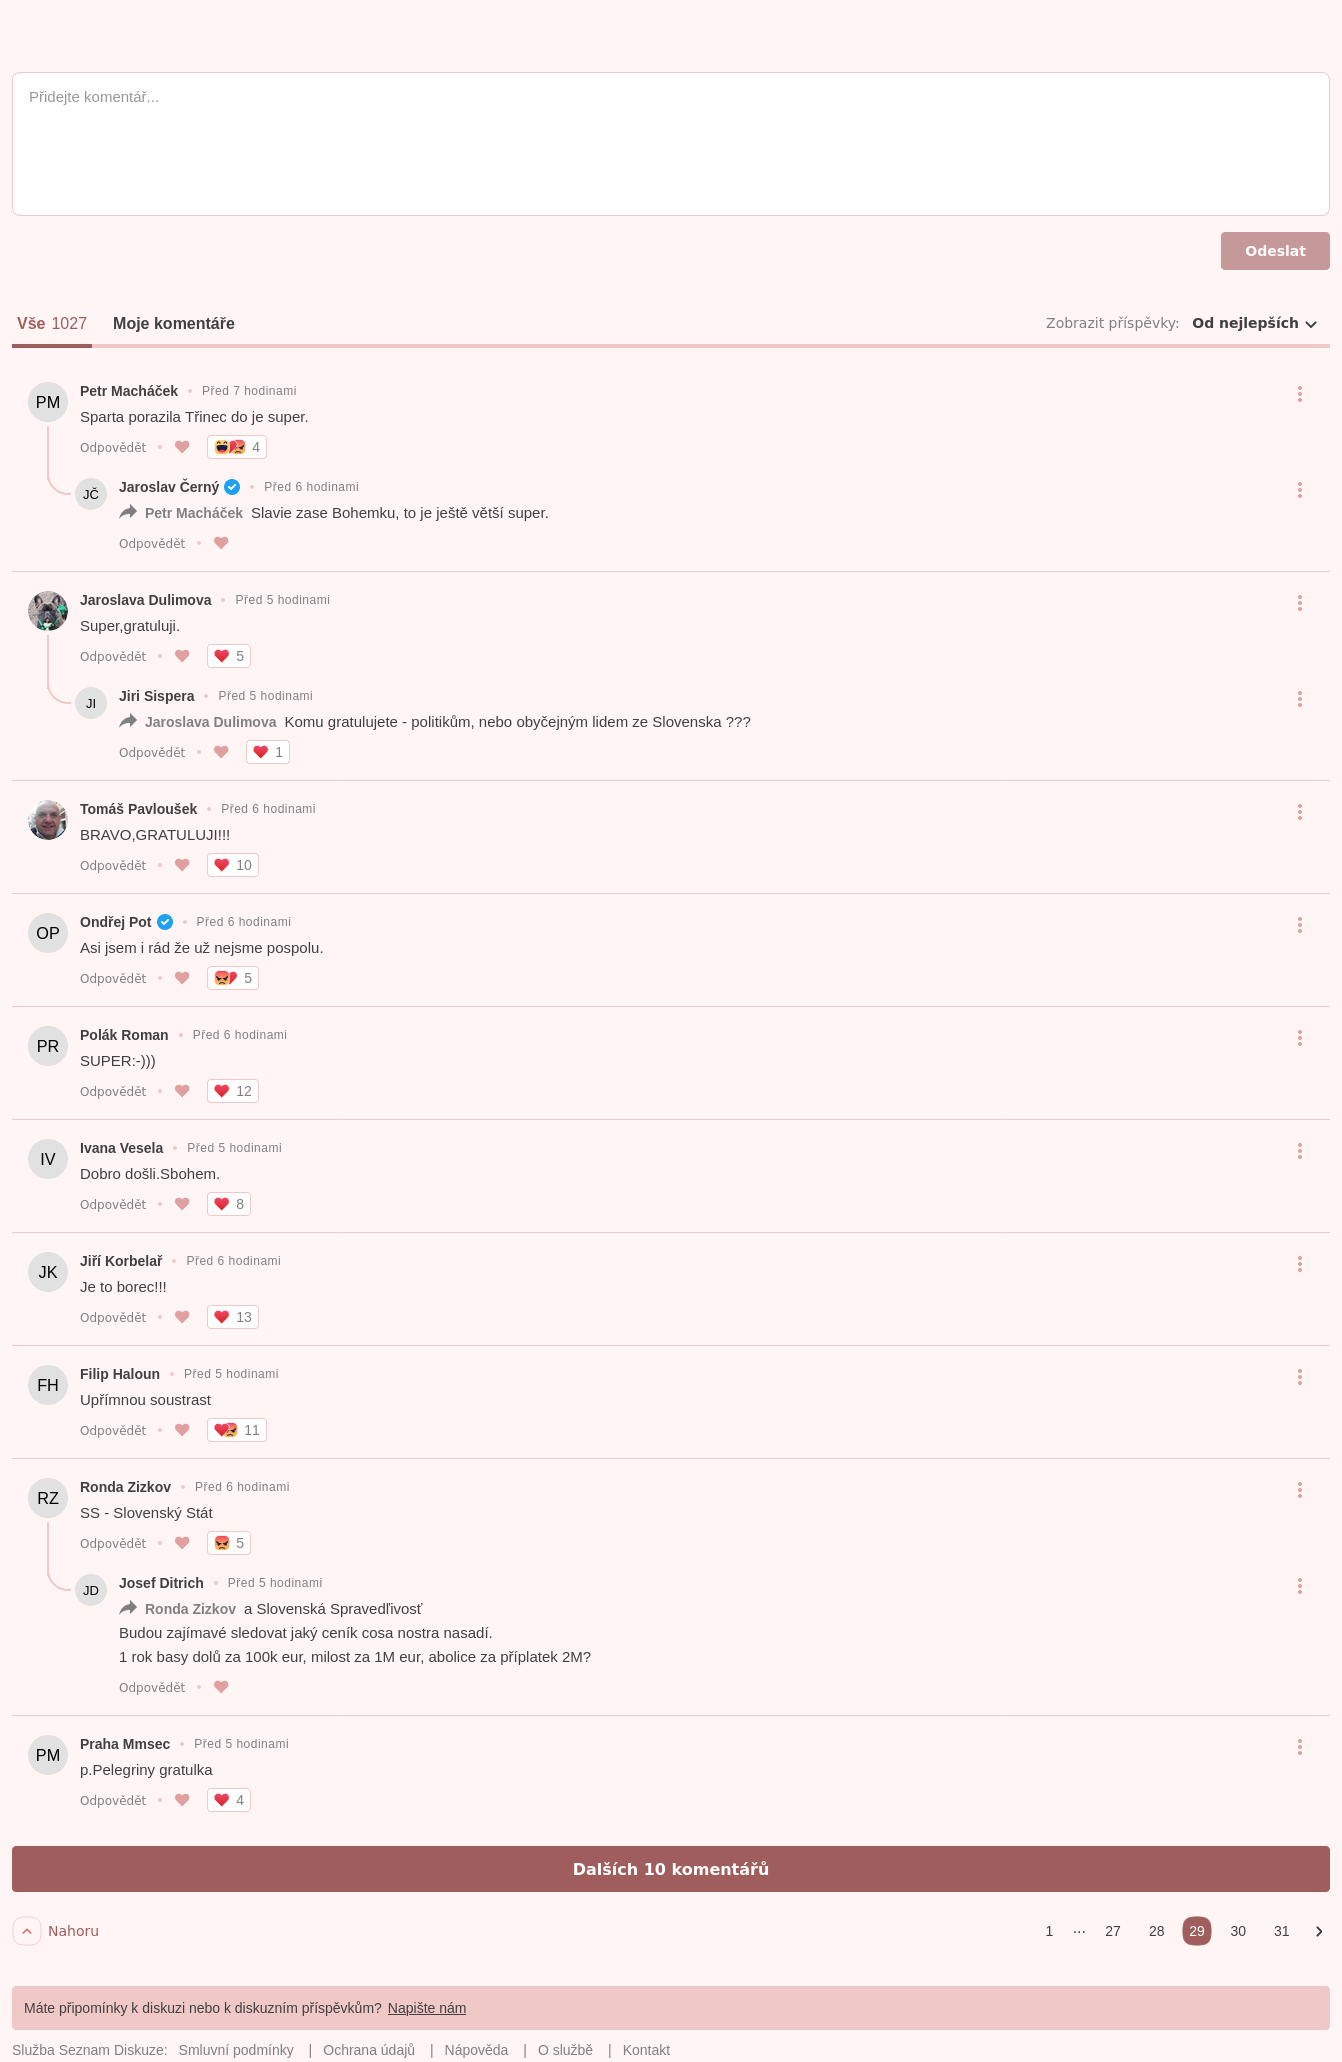 Přidejte komentář...
Odeslat
Vše 1027 Moje komentáře Zobrazit příspěvky: Od nejlepších
PM Petr Macháček • Před 7 hodinami
Sparta porazila Třinec do je super.
Odpovědět • 4
JČ Jaroslav Černý • Před 6 hodinami
Petr Macháček Slavie zase Bohemku, to je ještě větší super.
Odpovědět •
Jaroslava Dulimova • Před 5 hodinami
Super,gratuluji.
Odpovědět • 5
JI Jiri Sispera • Před 5 hodinami
Jaroslava Dulimova Komu gratulujete - politikům, nebo obyčejným lidem ze Slovenska ???
Odpovědět • 1
Tomáš Pavloušek • Před 6 hodinami
BRAVO,GRATULUJI!!!
Odpovědět • 10
OP Ondřej Pot • Před 6 hodinami
Asi jsem i rád že už nejsme pospolu.
Odpovědět • 5
PR Polák Roman • Před 6 hodinami
SUPER:-)))
Odpovědět • 12
IV Ivana Vesela • Před 5 hodinami
Dobro došli.Sbohem.
Odpovědět • 8
JK Jiří Korbelař • Před 6 hodinami
Je to borec!!!
Odpovědět • 13
FH Filip Haloun • Před 5 hodinami
Upřímnou soustrast
Odpovědět • 11
RZ Ronda Zizkov • Před 6 hodinami
SS - Slovenský Stát
Odpovědět • 5
JD Josef Ditrich • Před 5 hodinami
Ronda Zizkov a Slovenská Spravedľivosť
Budou zajímavé sledovat jaký ceník cosa nostra nasadí.
1 rok basy dolů za 100k eur, milost za 1M eur, abolice za příplatek 2M?
Odpovědět •
PM Praha Mmsec • Před 5 hodinami
p.Pelegriny gratulka
Odpovědět • 4
Dalších 10 komentářů
Nahoru 1 ... 27 28 29 30 31
Máte připomínky k diskuzi nebo k diskuzním příspěvkům? Napište nám
Služba Seznam Diskuze: Smluvní podmínky | Ochrana údajů | Nápověda | O službě | Kontakt